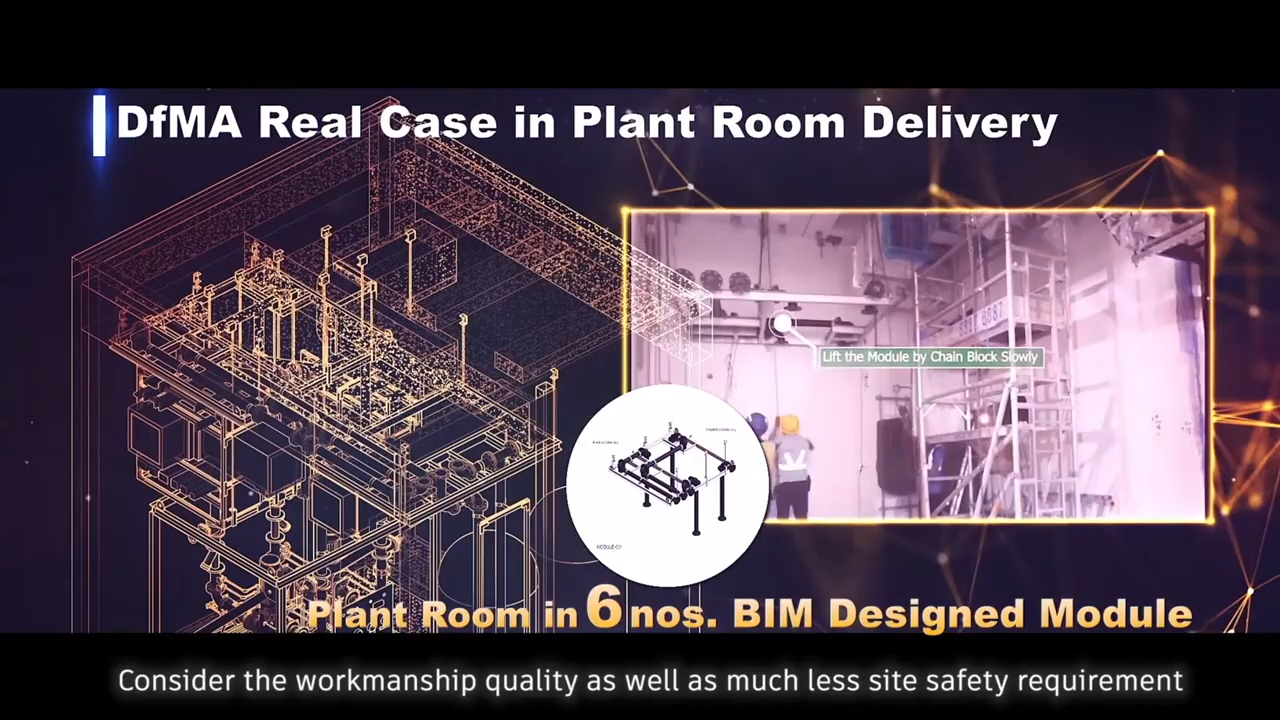 DfMA Real Case in Plant Room Delivery
Lift the Module by Chain Block Slowly
Plant Room in 6 nos. BIM Designed Module
Consider the workmanship quality as well as much less site safety requirement